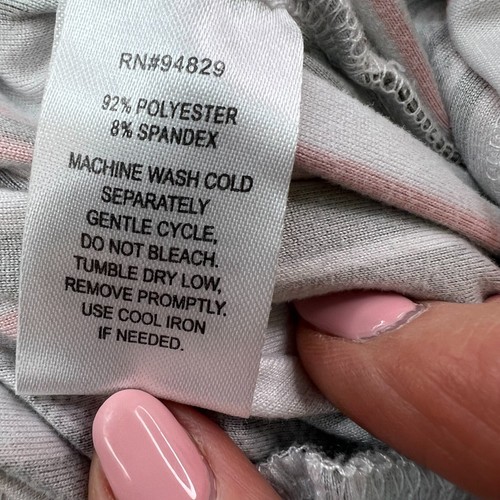 RN#94829
92% POLYESTER
8% SPANDEX
MACHINE WASH COLD
SEPARATELY
GENTLE CYCLE,
DO NOT BLEACH.
TUMBLE DRY LOW,
REMOVE PROMPTLY.
USE COOL IRON
IF NEEDED.